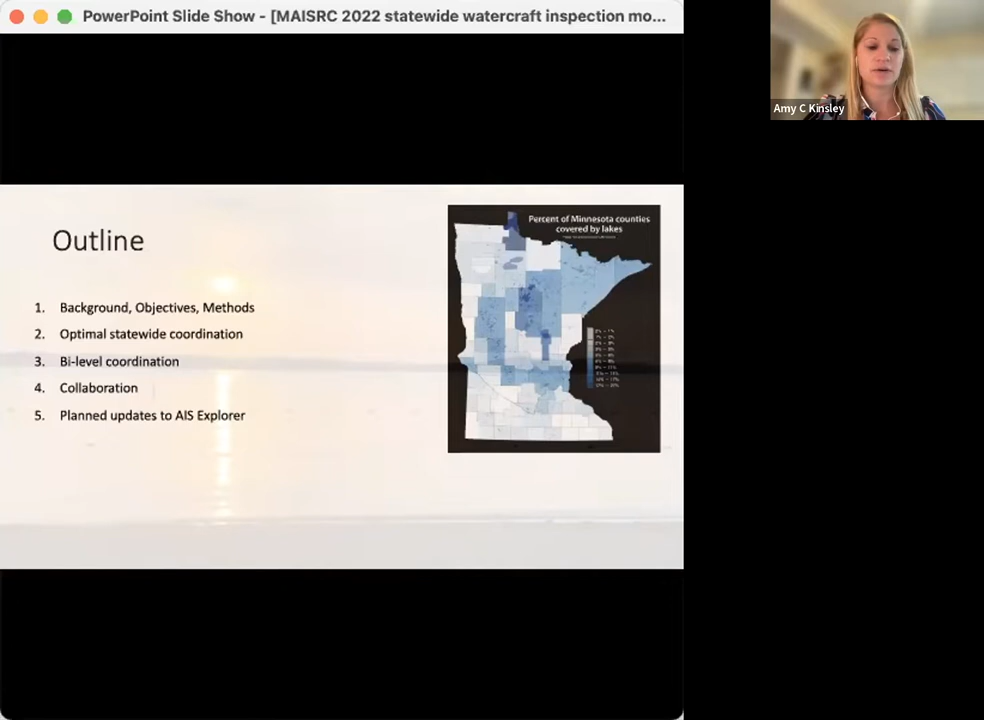 PowerPoint Slide Show - [MAISRC 2022 statewide watercraft inspection mo...
Amy C Kinsley
Outline
1. Background, Objectives, Methods
2. Optimal statewide coordination
3. Bi-level coordination
4. Collaboration
5. Planned updates to AIS Explorer
Percent of Minnesota counties
covered by lakes